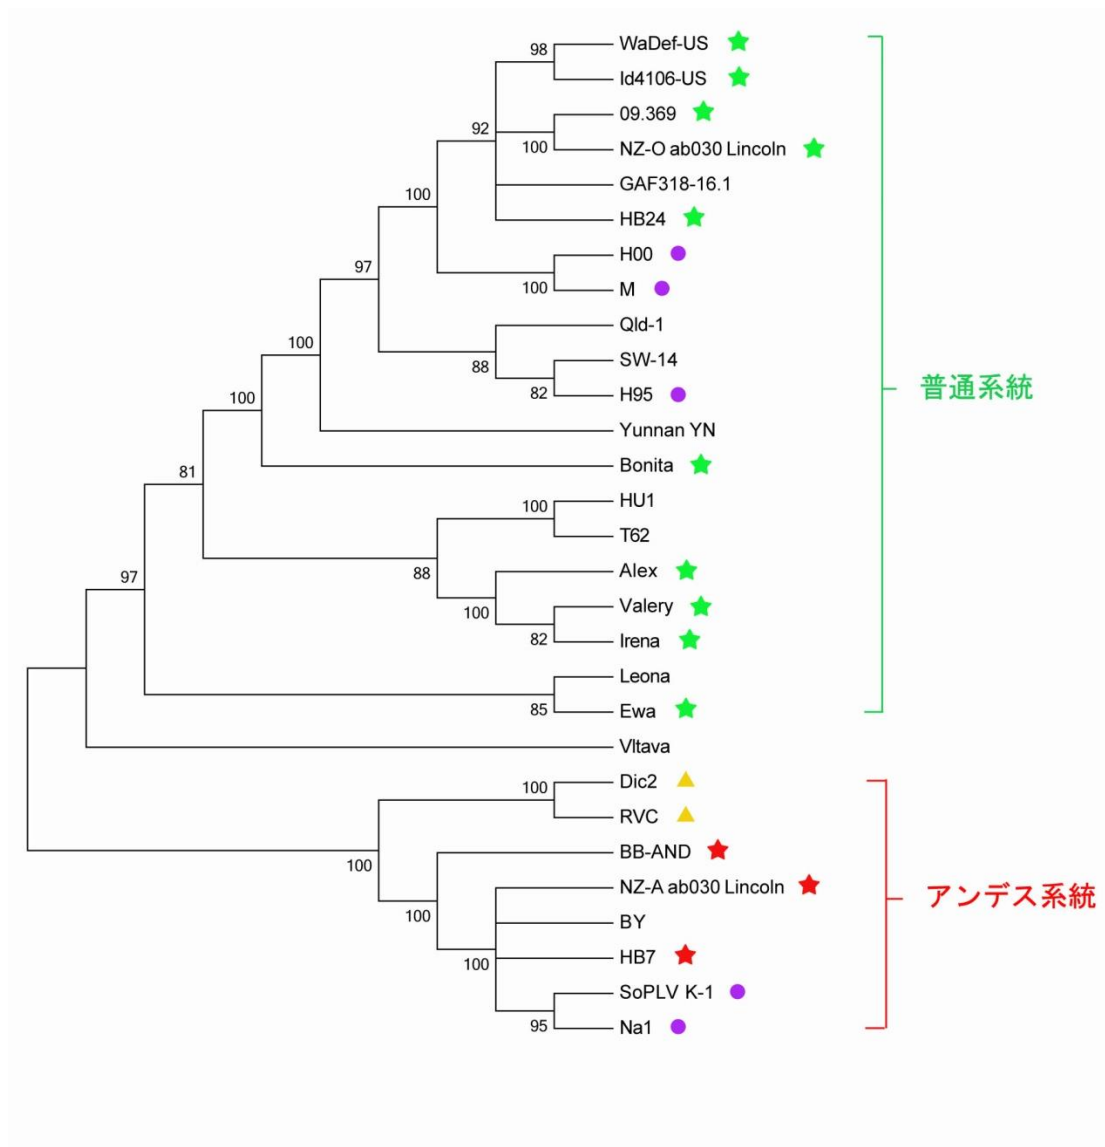 WaDef-US
98
Id4106-US
09.369
92
100
NZ-O ab030 Lincoln
GAF318-16.1
100
HB24
H00
97
100
M
Qld-1
100
88
SW-14
82
H95
普通系統
100
Yunnan YN
81
Bonita
100
HU1
T62
97
88
Alex
100
Valery
82
Irena
Leona
85
Ewa
Vltava
100
Dic2
RVC
100
BB-AND
NZ-A ab030 Lincoln
アンデス系統
100
BY
100
HB7
SoPLV K-1
95
Na1